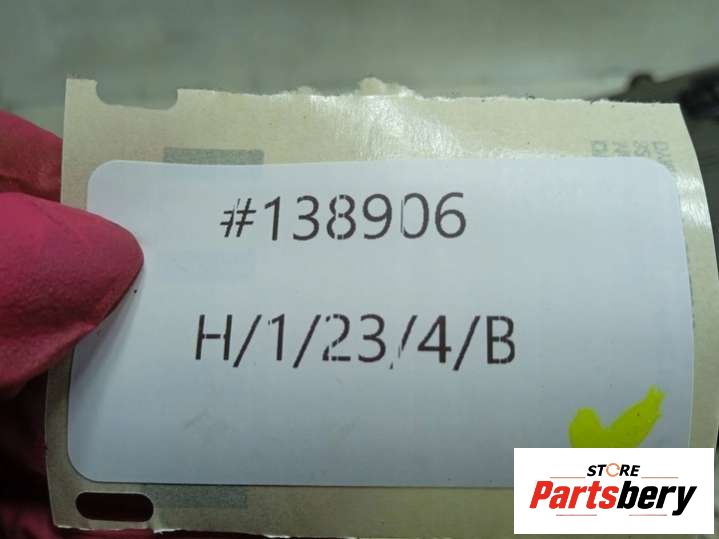 #138906
H/1/23/4/B
STORE
Partsbery